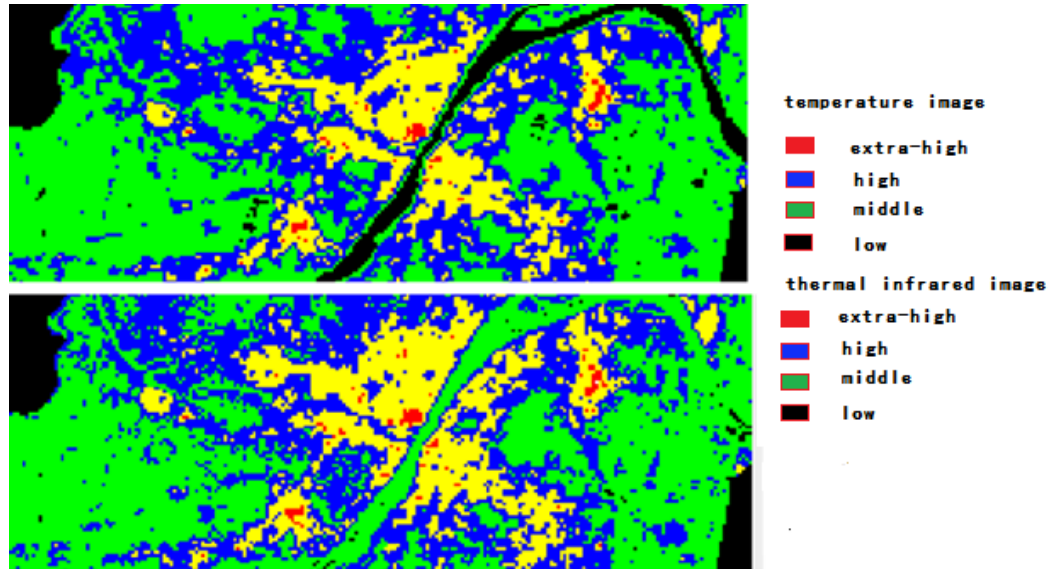 temperature image
extra-high
high
middle
low
thermal infrared image
extra-high
high
middle
low